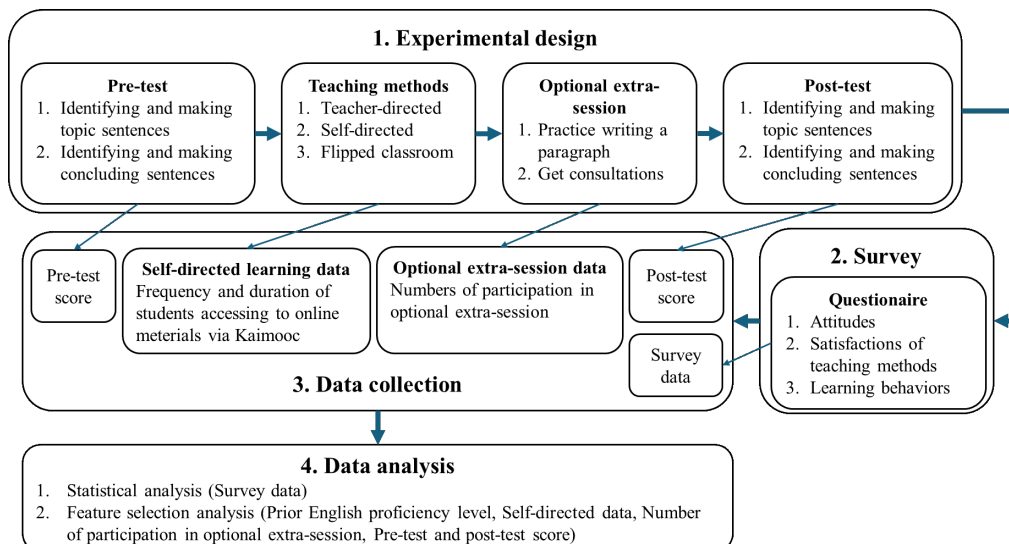 1. Experimental design
Pre-test
1. Identifying and making
topic sentences
2. Identifying and making
concluding sentences
Teaching methods
1. Teacher-directed
2. Self-directed
3. Flipped classroom
Optional extra-
session
1. Practice writing a
paragraph
2. Get consultations
Post-test
1. Identifying and making
topic sentences
2. Identifying and making
concluding sentences
Pre-test
score
Self-directed learning data
Frequency and duration of
students accessing to online
meterials via Kaimooc
Optional extra-session data
Numbers of participation in
optional extra-session
Post-test
score
Survey
data
3. Data collection
2. Survey
Questionaire
1. Attitudes
2. Satisfactions of
teaching methods
3. Learning behaviors
4. Data analysis
1. Statistical analysis (Survey data)
2. Feature selection analysis (Prior English proficiency level, Self-directed data, Number
of participation in optional extra-session, Pre-test and post-test score)